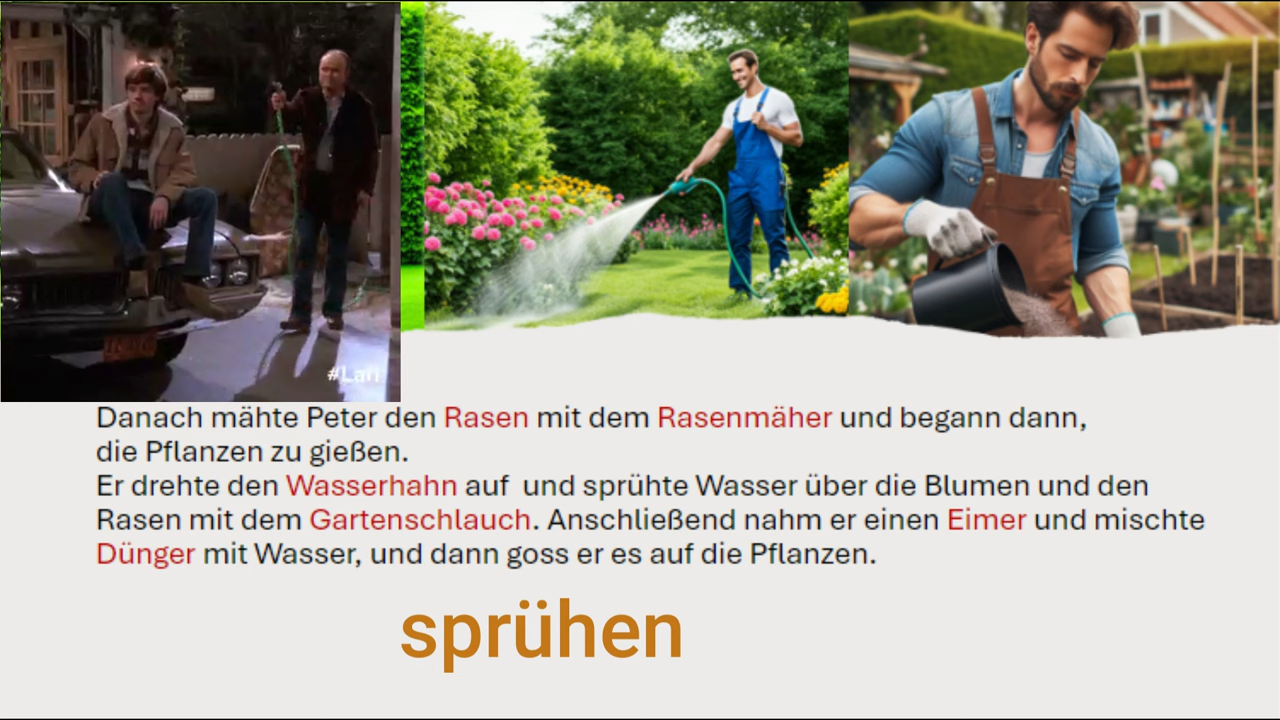 #Lari
Danach mähte Peter den Rasen mit dem Rasenmäher und begann dann,
die Pflanzen zu gießen.
Er drehte den Wasserhahn auf und sprühte Wasser über die Blumen und den
Rasen mit dem Gartenschlauch. Anschließend nahm er einen Eimer und mischte
Dünger mit Wasser, und dann goss er es auf die Pflanzen.
sprühen